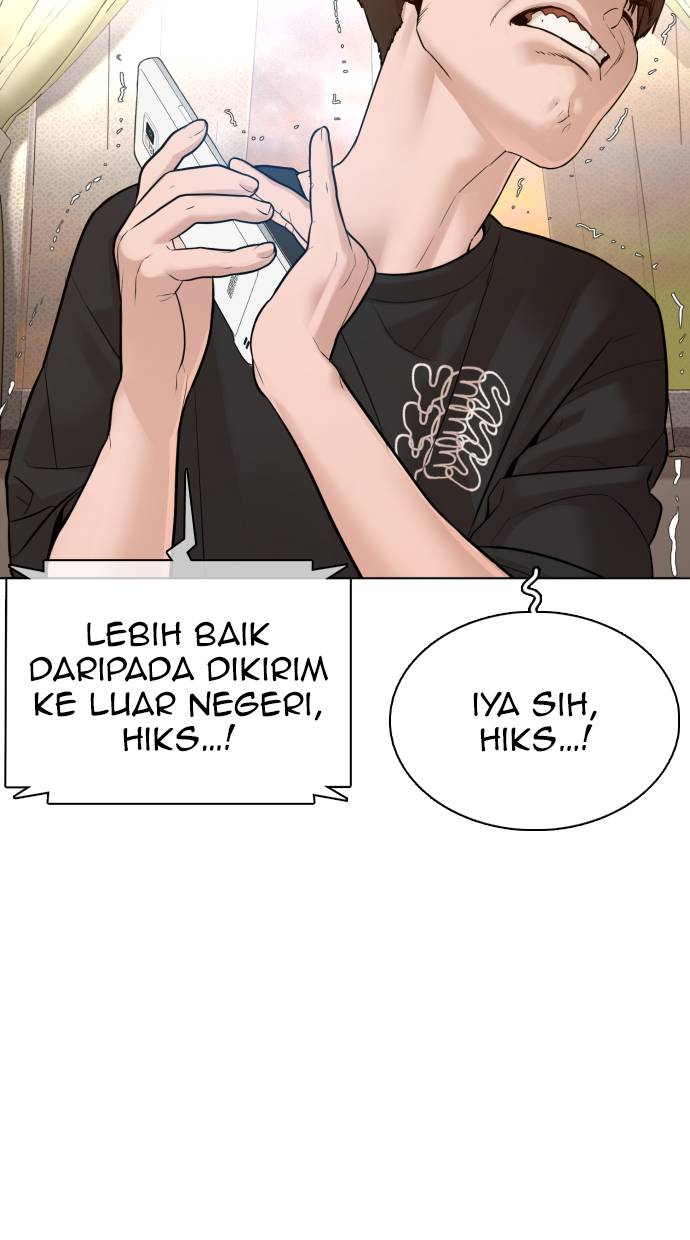 LEBIH BAIK
DARIPADA DIKIRIM
KE LUAR NEGERI,
HIKS...!
IYA SIH,
HIKS...!